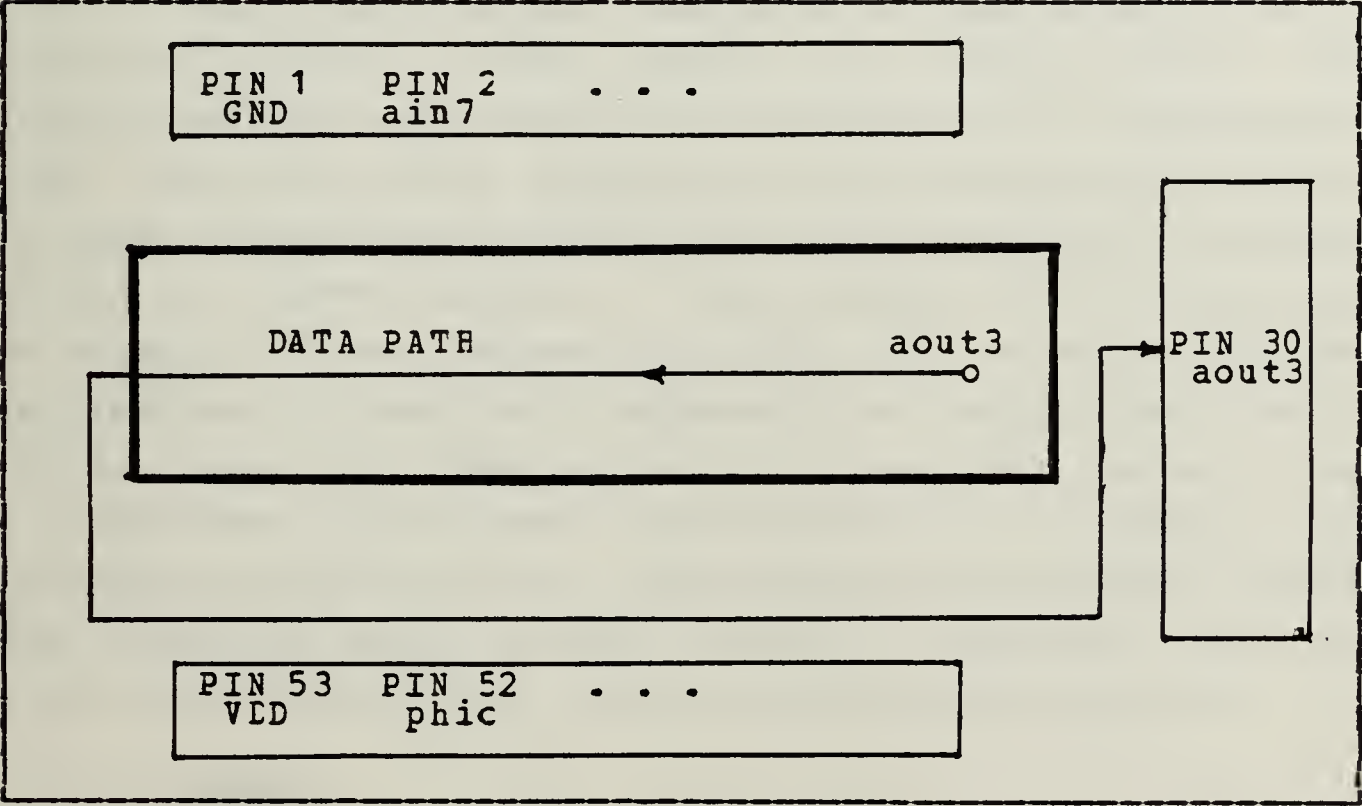 PIN 1 PIN 2 . . .
GND ain7
DATA PATH aout3
PIN 30
aout3
PIN 53 PIN 52 . . .
VDD phic